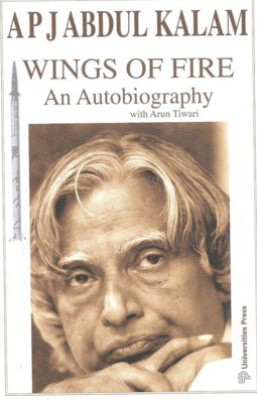 A P J ABDUL KALAM
WINGS OF FIRE
An Autobiography
with Arun Tiwari
Universities Press